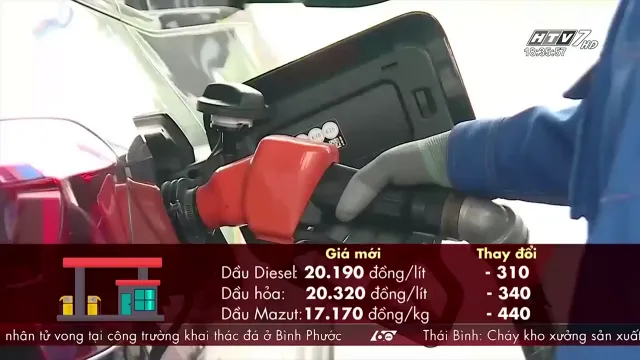 HTV7 HD
18:35:57
Giá mới Thay đổi
Dầu Diesel: 20.190 đồng/lít - 310
Dầu hỏa: 20.320 đồng/lít - 340
Dầu Mazut: 17.170 đồng/kg - 440
nhân tử vong tại công trường khai thác đá ở Bình Phước Thái Bình: Cháy kho xưởng sản xuất